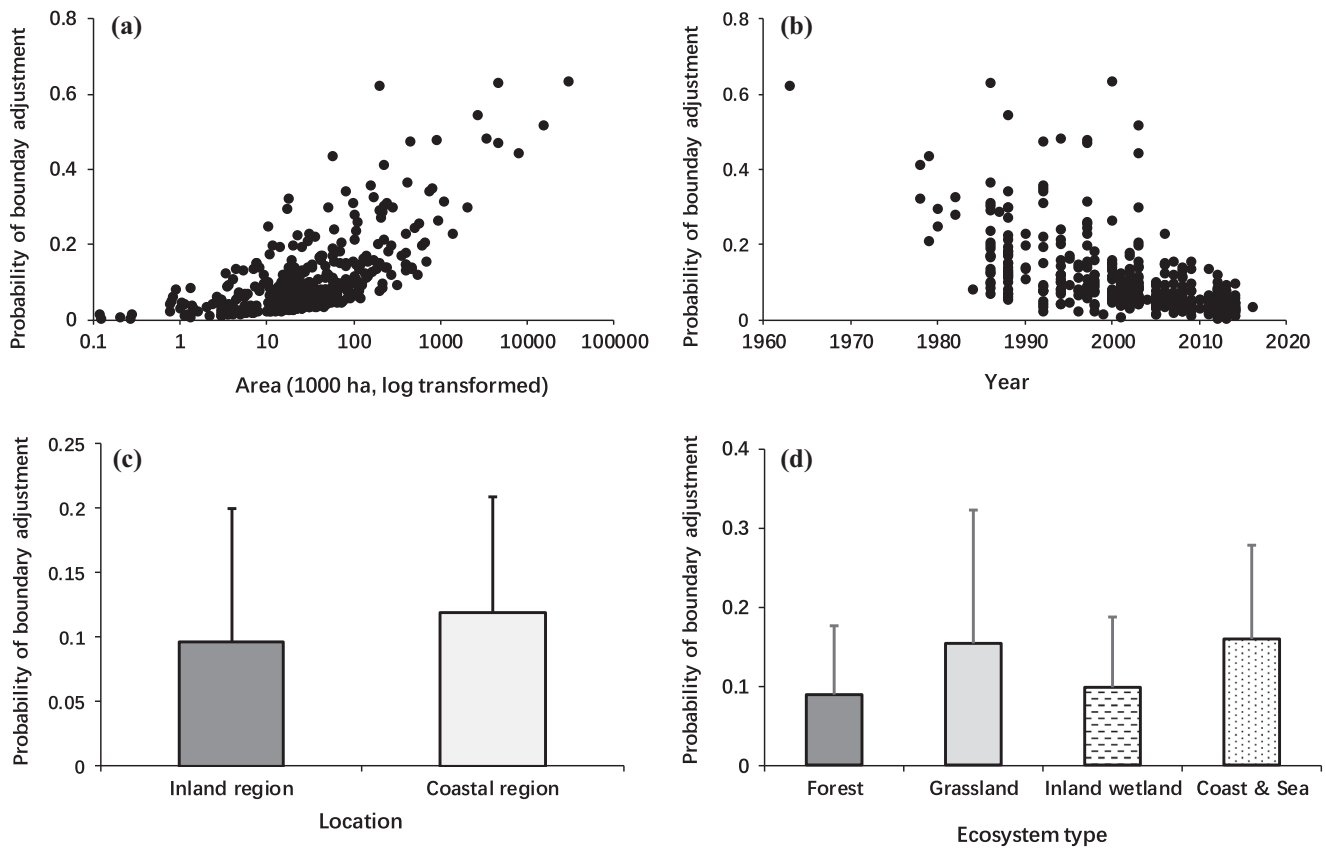 (a)
Probability of bounday adjustment
0.8
0.6
0.4
0.2
0
0.1 1 10 100 1000 10000 100000
Area (1000 ha, log transformed)
(b)
Probability of boundary adjustment
0.8
0.6
0.4
0.2
0
1960 1970 1980 1990 2000 2010 2020
Year
(c)
Probability of boundary adjustment
0.25
0.2
0.15
0.1
0.05
0
Inland region Coastal region
Location
(d)
Probability of boundary adjustment
0.4
0.3
0.2
0.1
0
Forest Grassland Inland wetland Coast & Sea
Ecosystem type